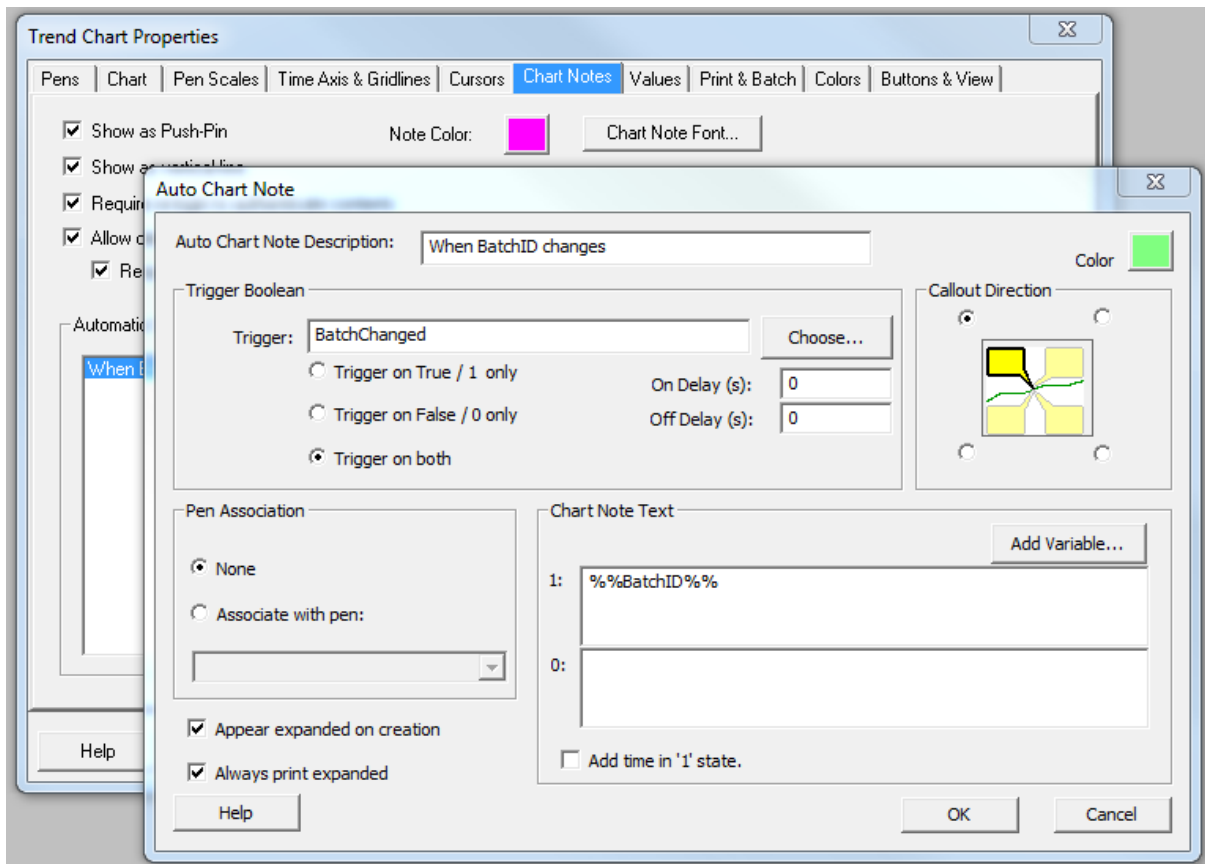 Trend Chart Properties
Pens Chart Pen Scales Time Axis & Gridlines Cursors Chart Notes Values Print & Batch Colors Buttons & View
Show as Push-Pin
Note Color:
Chart Note Font...
Show as vertical-line
Auto Chart Note
Auto Chart Note Description: When BatchID changes
Color
Trigger Boolean
Callout Direction
Trigger: BatchChanged Choose...
Trigger on True / 1 only
On Delay (s): 0
Trigger on False / 0 only
Off Delay (s): 0
Trigger on both
Pen Association
None
Associate with pen:
Chart Note Text
Add Variable...
1: %%BatchID%%
0:
Appear expanded on creation
Always print expanded
Add time in '1' state.
Help
OK
Cancel
Help